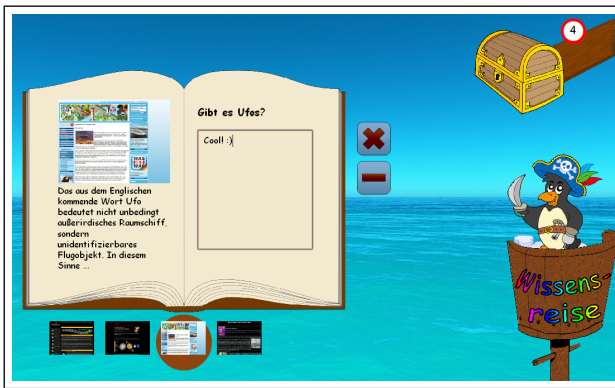 4
Gibt es Ufos?
Cool! :)
Das aus dem Englischen
kommende Wort Ufo
bedeutet nicht unbedingt
außerirdisches Raumschiff,
sondern
unidentifizierbares
Flugobjekt. In diesem
Sinne ...
Wissens-
reise